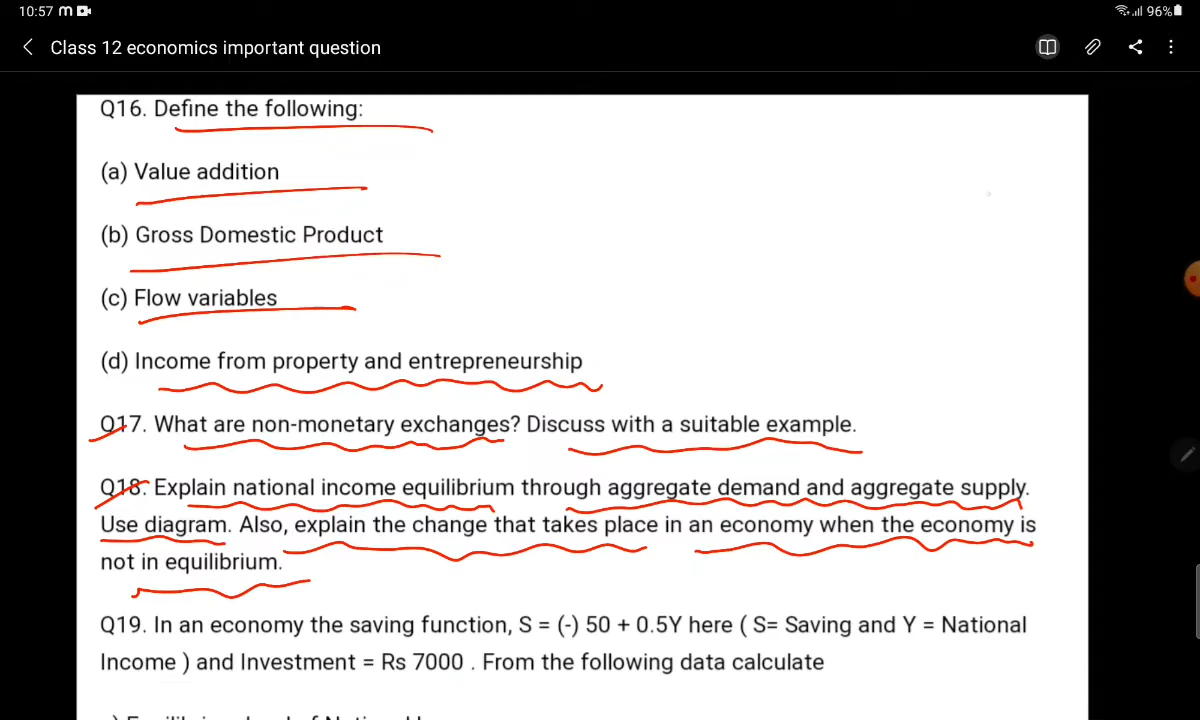 10:57 m 96%
Class 12 economics important question
Q16. Define the following:
(a) Value addition
(b) Gross Domestic Product
(c) Flow variables
(d) Income from property and entrepreneurship
Q17. What are non-monetary exchanges? Discuss with a suitable example.
Q18. Explain national income equilibrium through aggregate demand and aggregate supply.
Use diagram. Also, explain the change that takes place in an economy when the economy is
not in equilibrium.
Q19. In an economy the saving function, S = (-) 50 + 0.5Y here ( S= Saving and Y = National
Income ) and Investment = Rs 7000 . From the following data calculate